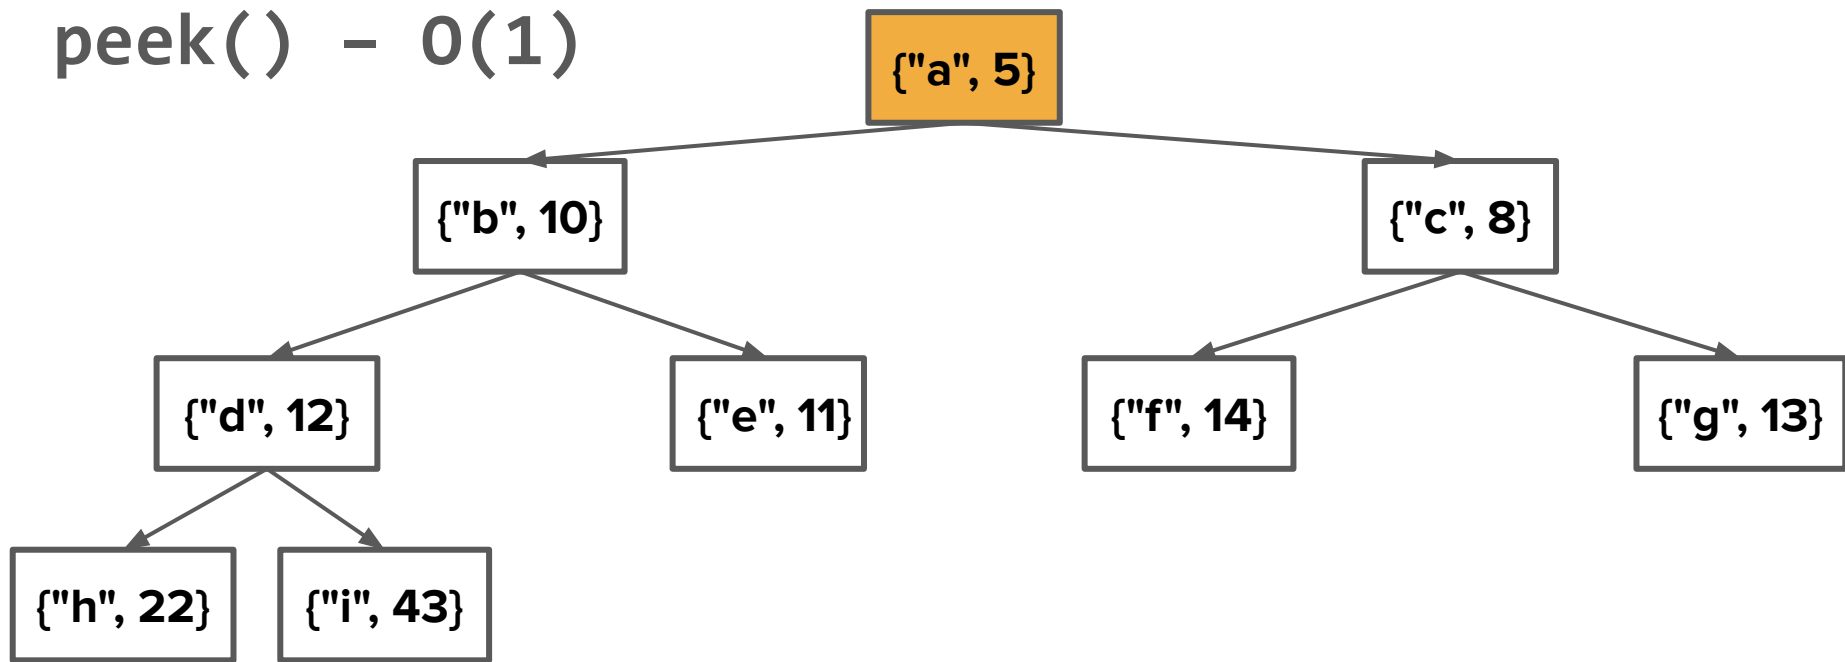 peek() – O(1)
{"a", 5}
{"b", 10}
{"c", 8}
{"d", 12}
{"e", 11}
{"f", 14}
{"g", 13}
{"h", 22}
{"i", 43}